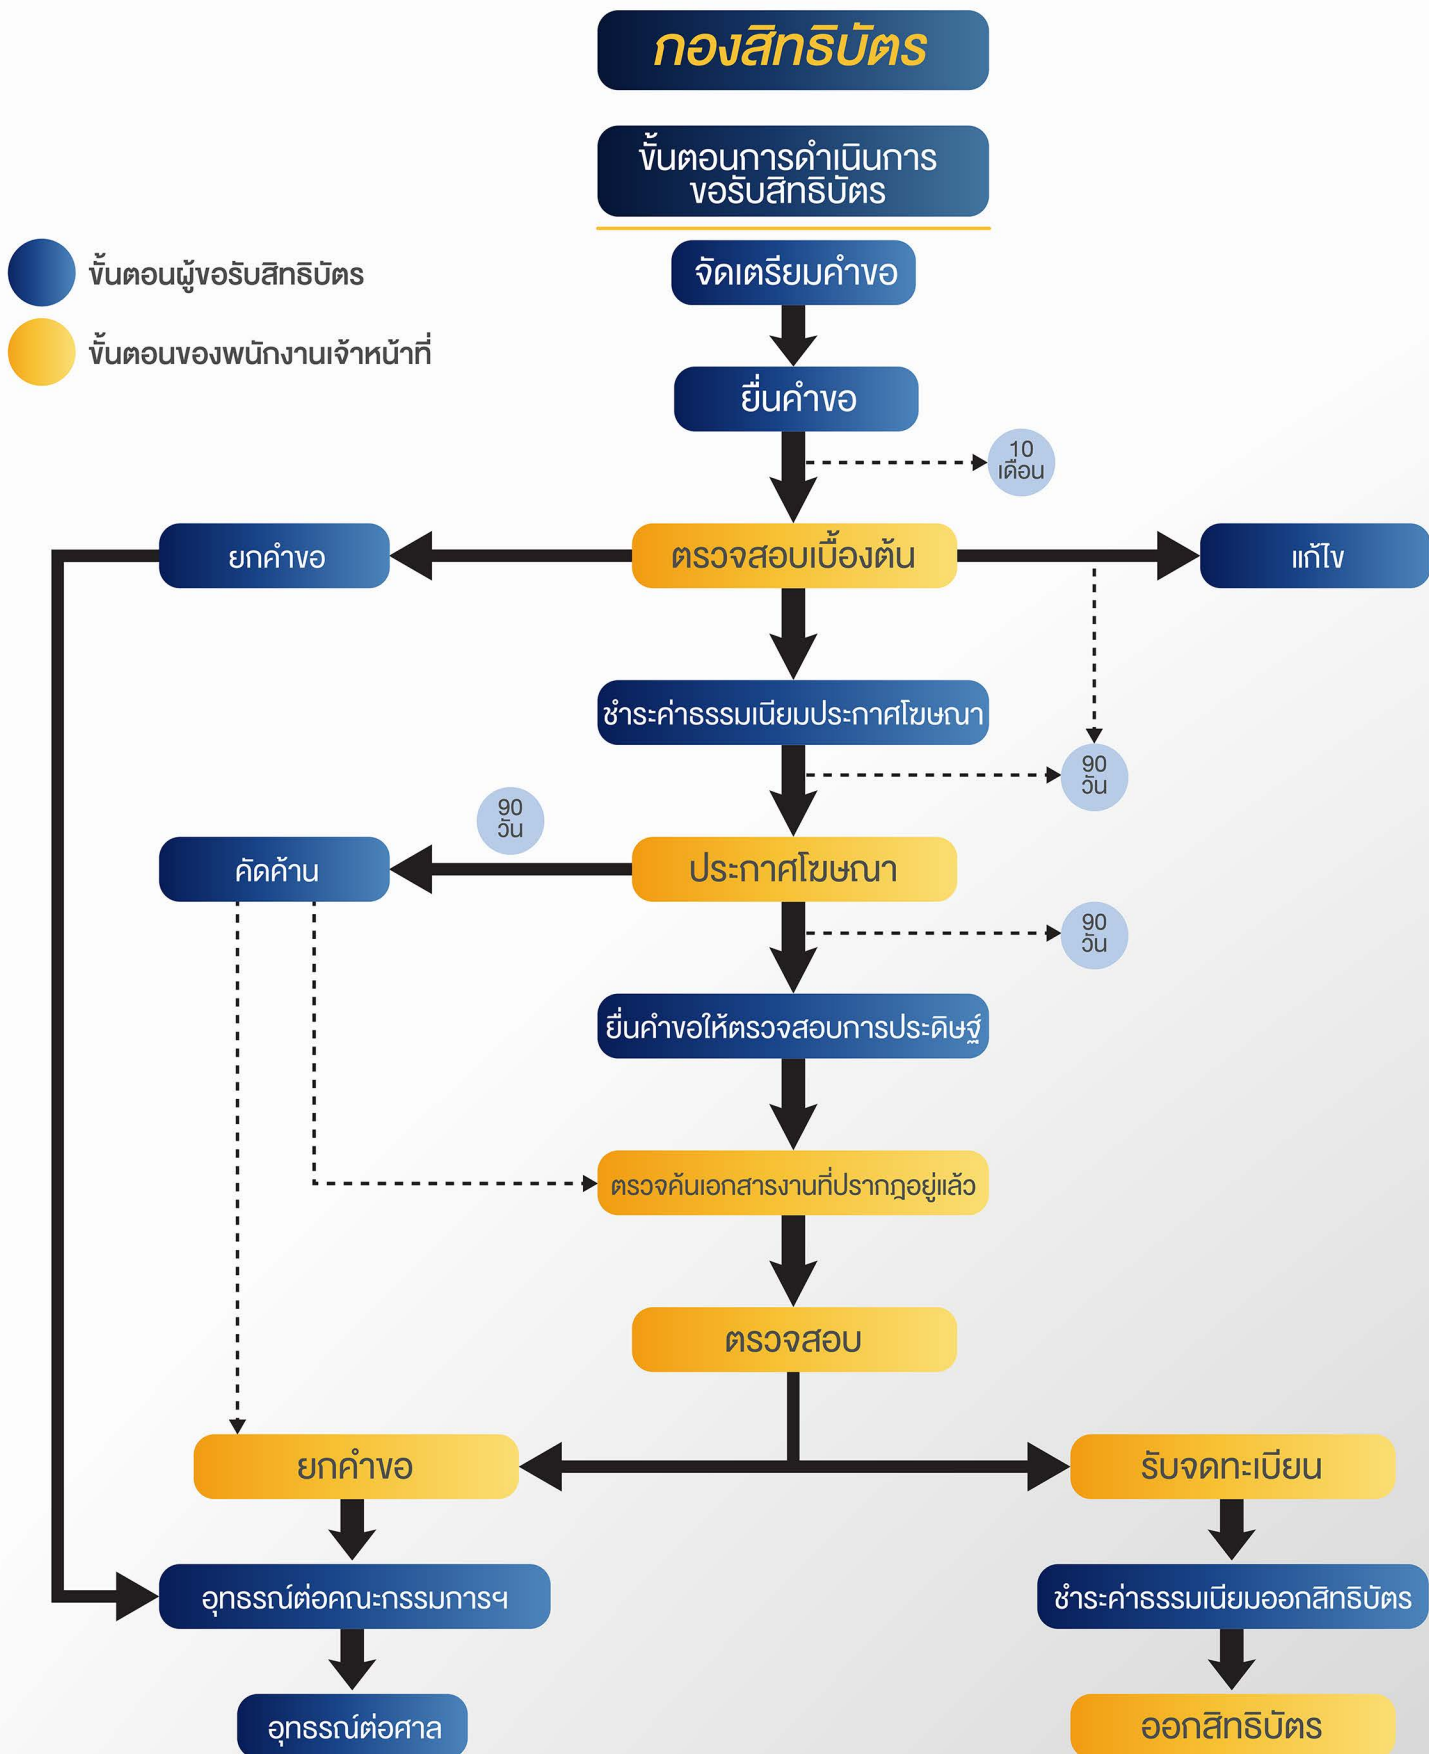 กองสิทธิบัตร
ขั้นตอนการดำเนินการ
ขอรับสิทธิบัตร
ขั้นตอนผู้ขอรับสิทธิบัตร
ขั้นตอนของพนักงานเจ้าหน้าที่
จัดเตรียมคำขอ
ยื่นคำขอ
10
เดือน
ยกคำขอ
ตรวจสอบเบื้องต้น
แก้ไข
ชำระค่าธรรมเนียมประกาศโฆษณา
90
วัน
90
วัน
คัดค้าน
ประกาศโฆษณา
90
วัน
ยื่นคำขอให้ตรวจสอบการประดิษฐ์
ตรวจค้นเอกสารงานที่ปรากฎอยู่แล้ว
ตรวจสอบ
ยกคำขอ
รับจดทะเบียน
อุทธรณ์ต่อคณะกรรมการฯ
ชำระค่าธรรมเนียมออกสิทธิบัตร
อุทธรณ์ต่อศาล
ออกสิทธิบัตร